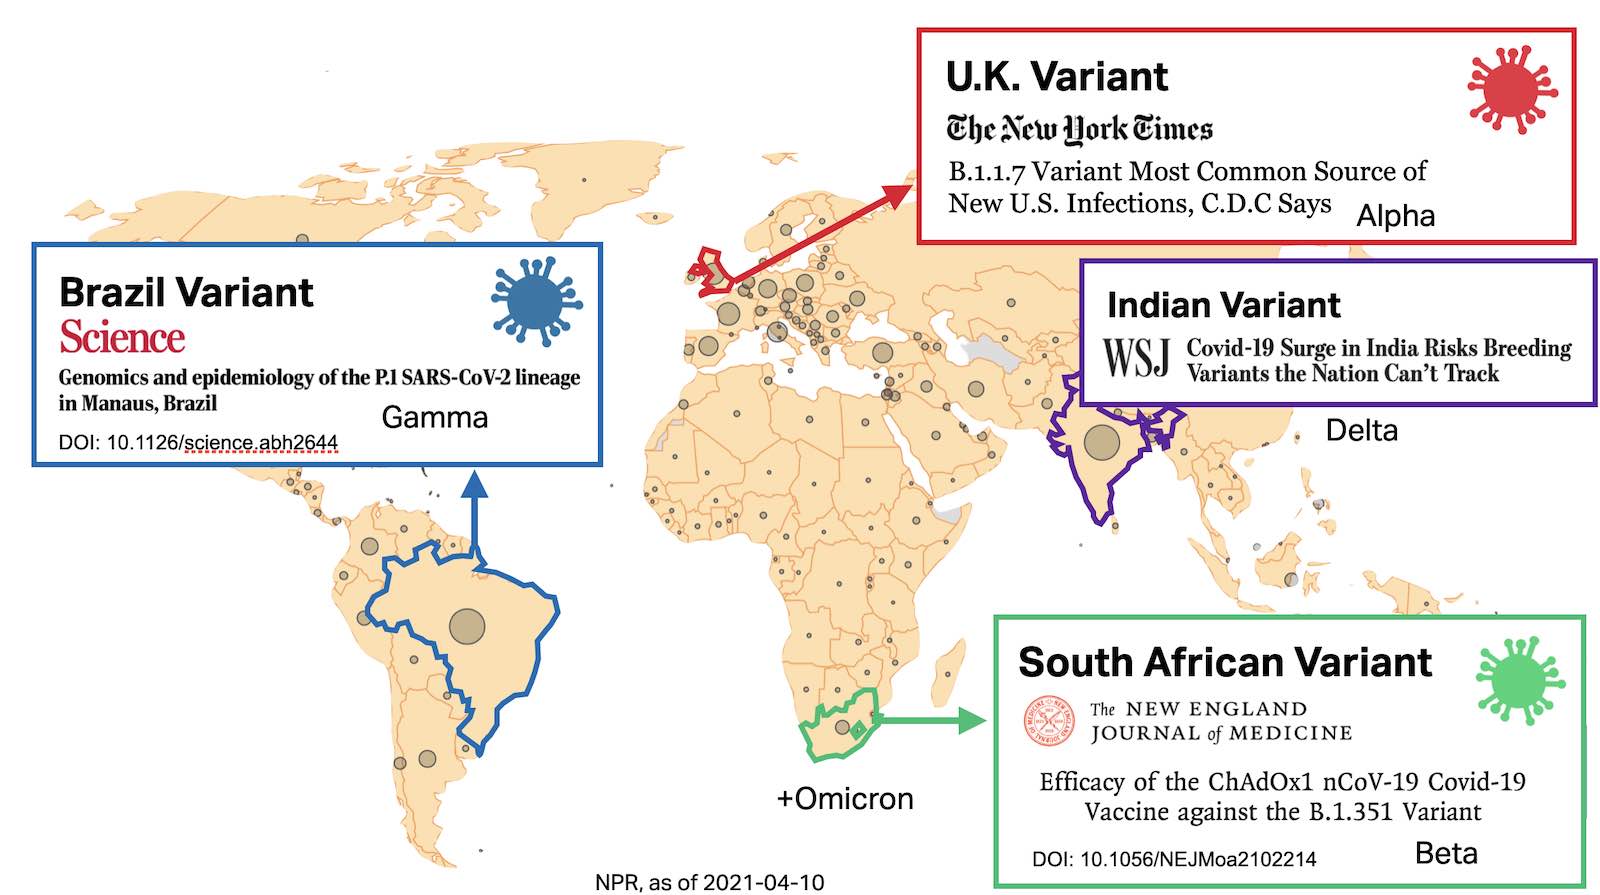 U.K. Variant
The New York Times
B.1.1.7 Variant Most Common Source of
New U.S. Infections, C.D.C Says
Alpha
Brazil Variant
Science
Genomics and epidemiology of the P.1 SARS-CoV-2 lineage
in Manaus, Brazil
Gamma
DOI: 10.1126/science.abh2644
Indian Variant
WSJ
Covid-19 Surge in India Risks Breeding
Variants the Nation Can't Track
Delta
South African Variant
The NEW ENGLAND
JOURNAL of MEDICINE
Efficacy of the ChAdOx1 nCoV-19 Covid-19
Vaccine against the B.1.351 Variant
DOI: 10.1056/NEJMoa2102214
Beta
+Omicron
NPR, as of 2021-04-10